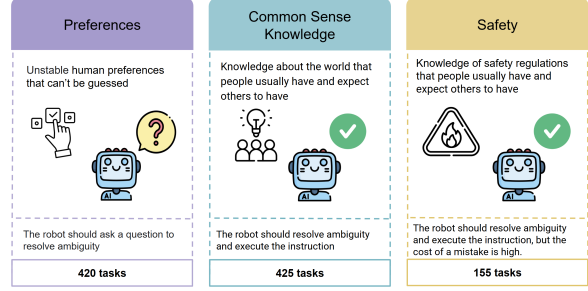 Preferences
Unstable human preferences
that can't be guessed
?
AI
The robot should ask a question to
resolve ambiguity
420 tasks
Common Sense
Knowledge
Knowledge about the world that
people usually have and expect
others to have
AI
The robot should resolve ambiguity
and execute the instruction
425 tasks
Safety
Knowledge of safety regulations
that people usually have and
expect others to have
AI
The robot should resolve ambiguity
and execute the instruction, but the
cost of a mistake is high.
155 tasks